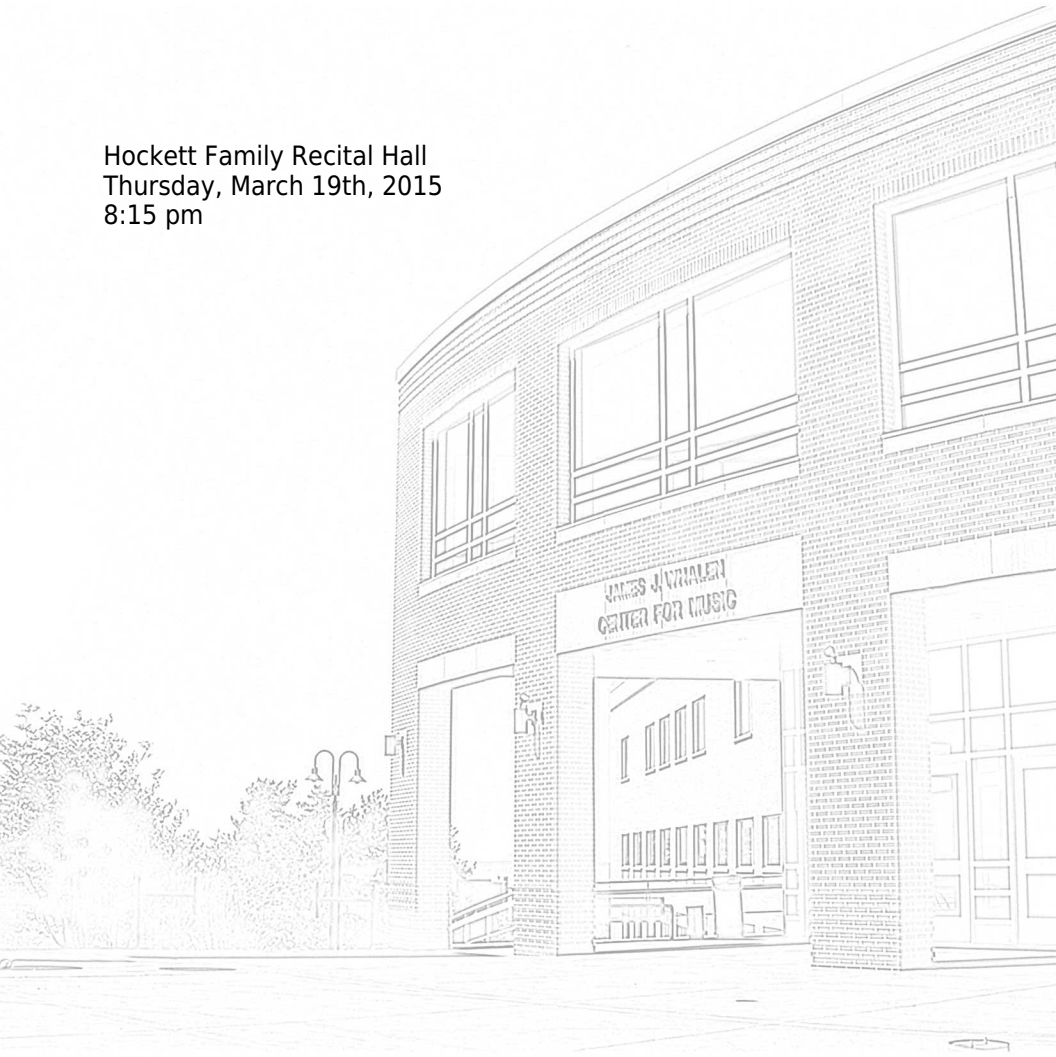 Hockett Family Recital Hall
Thursday, March 19th, 2015
8:15 pm
JAMES J. WHALEN
CENTER FOR MUSIC